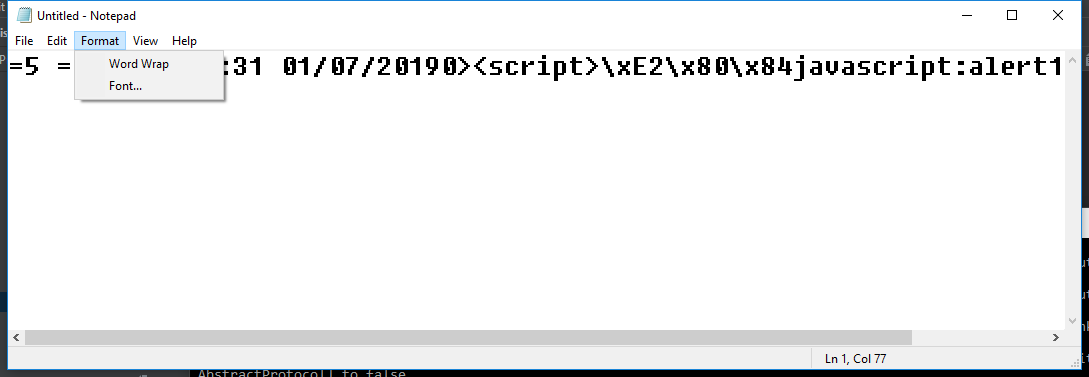 Untitled - Notepad
File Edit Format View Help
=5 = :31 01/07/20190><script>\xE2\x80\x84javascript:alert1
Word Wrap
Font...
Ln 1, Col 77
AbstractProtocol] to false